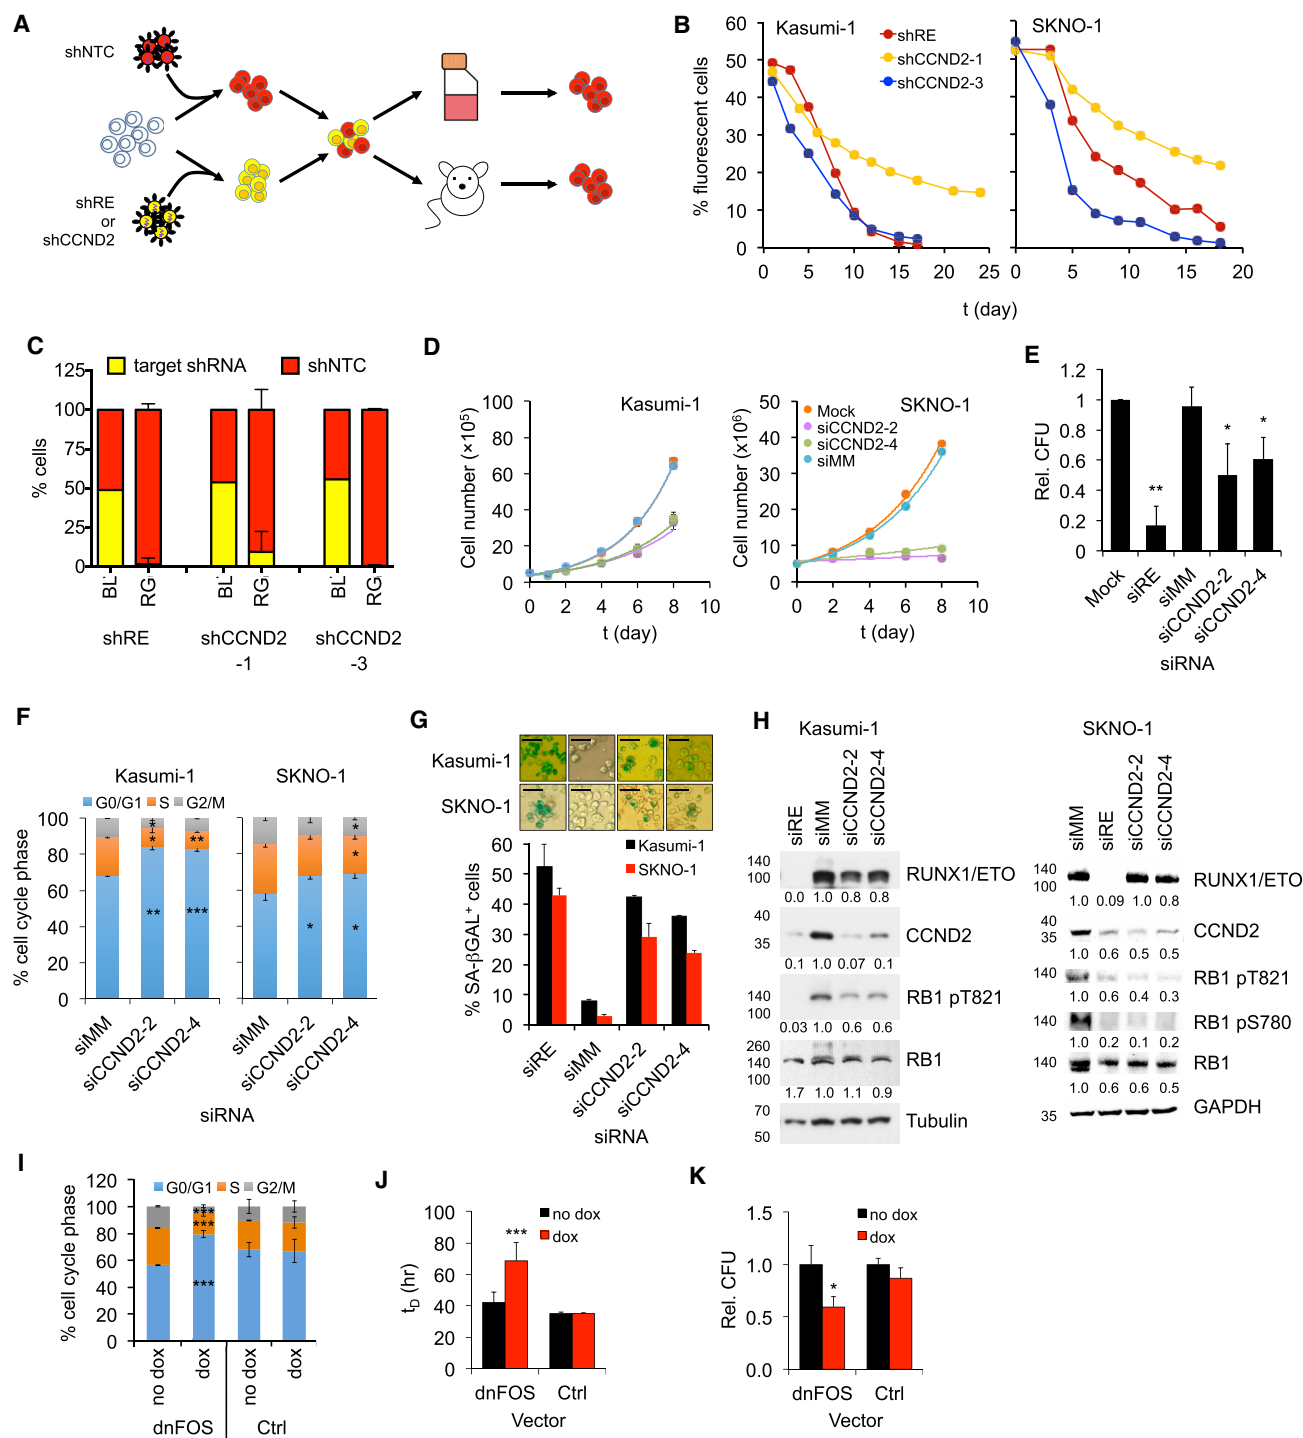 A
shNTC
shRE
or
shCCND2
B
Kasumi-1
SKNO-1
shRE
shCCND2-1
shCCND2-3
% fluorescent cells
60
50
40
30
20
10
0
0 5 10 15 20 25
0 5 10 15 20
t (day)
C
target shRNA
shNTC
% cells
125
100
75
50
25
0
BL RG BL RG BL RG
shRE
shCCND2
-1
shCCND2
-3
D
Kasumi-1
Cell number (×10⁵)
100
80
60
40
20
0
0 2 4 6 8 10
t (day)
SKNO-1
Mock
siCCND2-2
siCCND2-4
siMM
Cell number (x10⁶)
50
40
30
20
10
0
0 2 4 6 8 10
t (day)
E
Rel. CFU
1.2
1
0.8
0.6
0.4
0.2
0
** * *
Mock
siRE
siMM
siCCND2-2
siCCND2-4
siRNA
F
Kasumi-1
SKNO-1
G0/G1 S G2/M
% cell cycle phase
100
80
60
40
20
0
* *
* ** *
** *** * *
siMM
siCCND2-2
siCCND2-4
siMM
siCCND2-2
siCCND2-4
siRNA
G
Kasumi-1
SKNO-1
Kasumi-1
SKNO-1
% SA-βGAL⁺ cells
60
50
40
30
20
10
0
siRE
siMM
siCCND2-2
siCCND2-4
siRNA
H
Kasumi-1
siRE
siMM
siCCND2-2
siCCND2-4
140
100
RUNX1/ETO
0.0 1.0 0.8 0.8
40
35
CCND2
0.1 1.0 0.07 0.1
140
100
RB1 pT821
0.03 1.0 0.6 0.6
260
140
100
RB1
1.7 1.0 1.1 0.9
70
50
Tubulin
SKNO-1
siMM
siRE
siCCND2-2
siCCND2-4
140
100
RUNX1/ETO
1.0 0.09 1.0 0.8
40
35
CCND2
1.0 0.6 0.5 0.5
140
RB1 pT821
1.0 0.6 0.4 0.3
140
RB1 pS780
1.0 0.2 0.1 0.2
140
RB1
1.0 0.6 0.6 0.5
35
GAPDH
I
G0/G1 S G2/M
% cell cycle phase
120
100
80
60
40
20
0
***
***
***
no dox
dox
no dox
dox
dnFOS
Ctrl
J
no dox
dox
t_D (hr)
100
80
60
40
20
0
***
dnFOS Ctrl
Vector
K
no dox
dox
Rel. CFU
1.5
1.0
0.5
0.0
*
dnFOS Ctrl
Vector